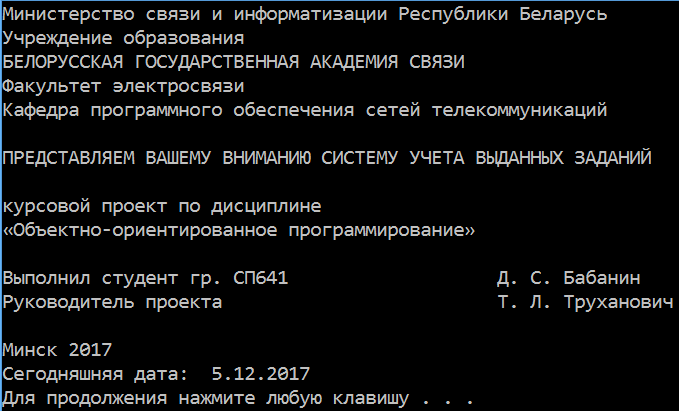 Министерство связи и информатизации Республики Беларусь
Учреждение образования
БЕЛОРУССКАЯ ГОСУДАРСТВЕННАЯ АКАДЕМИЯ СВЯЗИ
Факультет электросвязи
Кафедра программного обеспечения сетей телекоммуникаций
ПРЕДСТАВЛЯЕМ ВАШЕМУ ВНИМАНИЮ СИСТЕМУ УЧЕТА ВЫДАННЫХ ЗАДАНИЙ
курсовой проект по дисциплине
«Объектно-ориентированное программирование»
Выполнил студент гр. СП641 Д. С. Бабанин
Руководитель проекта Т. Л. Труханович
Минск 2017
Сегодняшняя дата: 5.12.2017
Для продолжения нажмите любую клавишу . . .